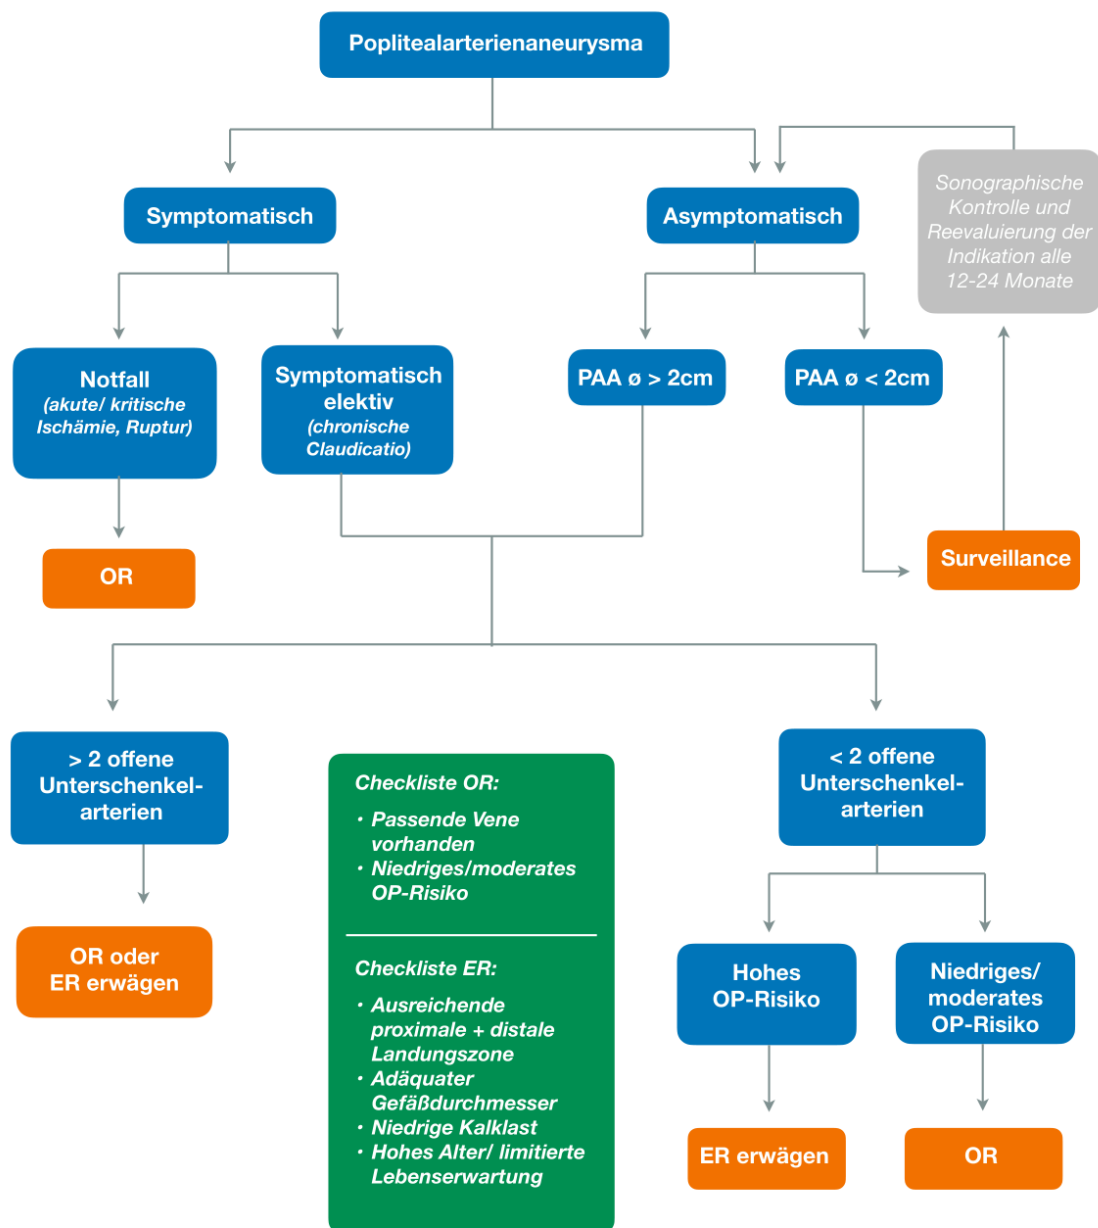 Poplitealarterienaneurysma
Symptomatisch
Asymptomatisch
Sonographische
Kontrolle und
Reevaluierung der
Indikation alle
12-24 Monate
Notfall
(akute/ kritische
Ischämie, Ruptur)
Symptomatisch
elektiv
(chronische
Claudicatio)
PAA ø > 2cm
PAA ø < 2cm
OR
Surveillance
> 2 offene
Unterschenkel-
arterien
< 2 offene
Unterschenkel-
arterien
Checkliste OR:
· Passende Vene
vorhanden
· Niedriges/moderates
OP-Risiko
Checkliste ER:
· Ausreichende
proximale + distale
Landungszone
· Adäquater
Gefäßdurchmesser
· Niedrige Kalklast
· Hohes Alter/ limitierte
Lebenserwartung
OR oder
ER erwägen
Hohes
OP-Risiko
Niedriges/
moderates
OP-Risiko
ER erwägen
OR